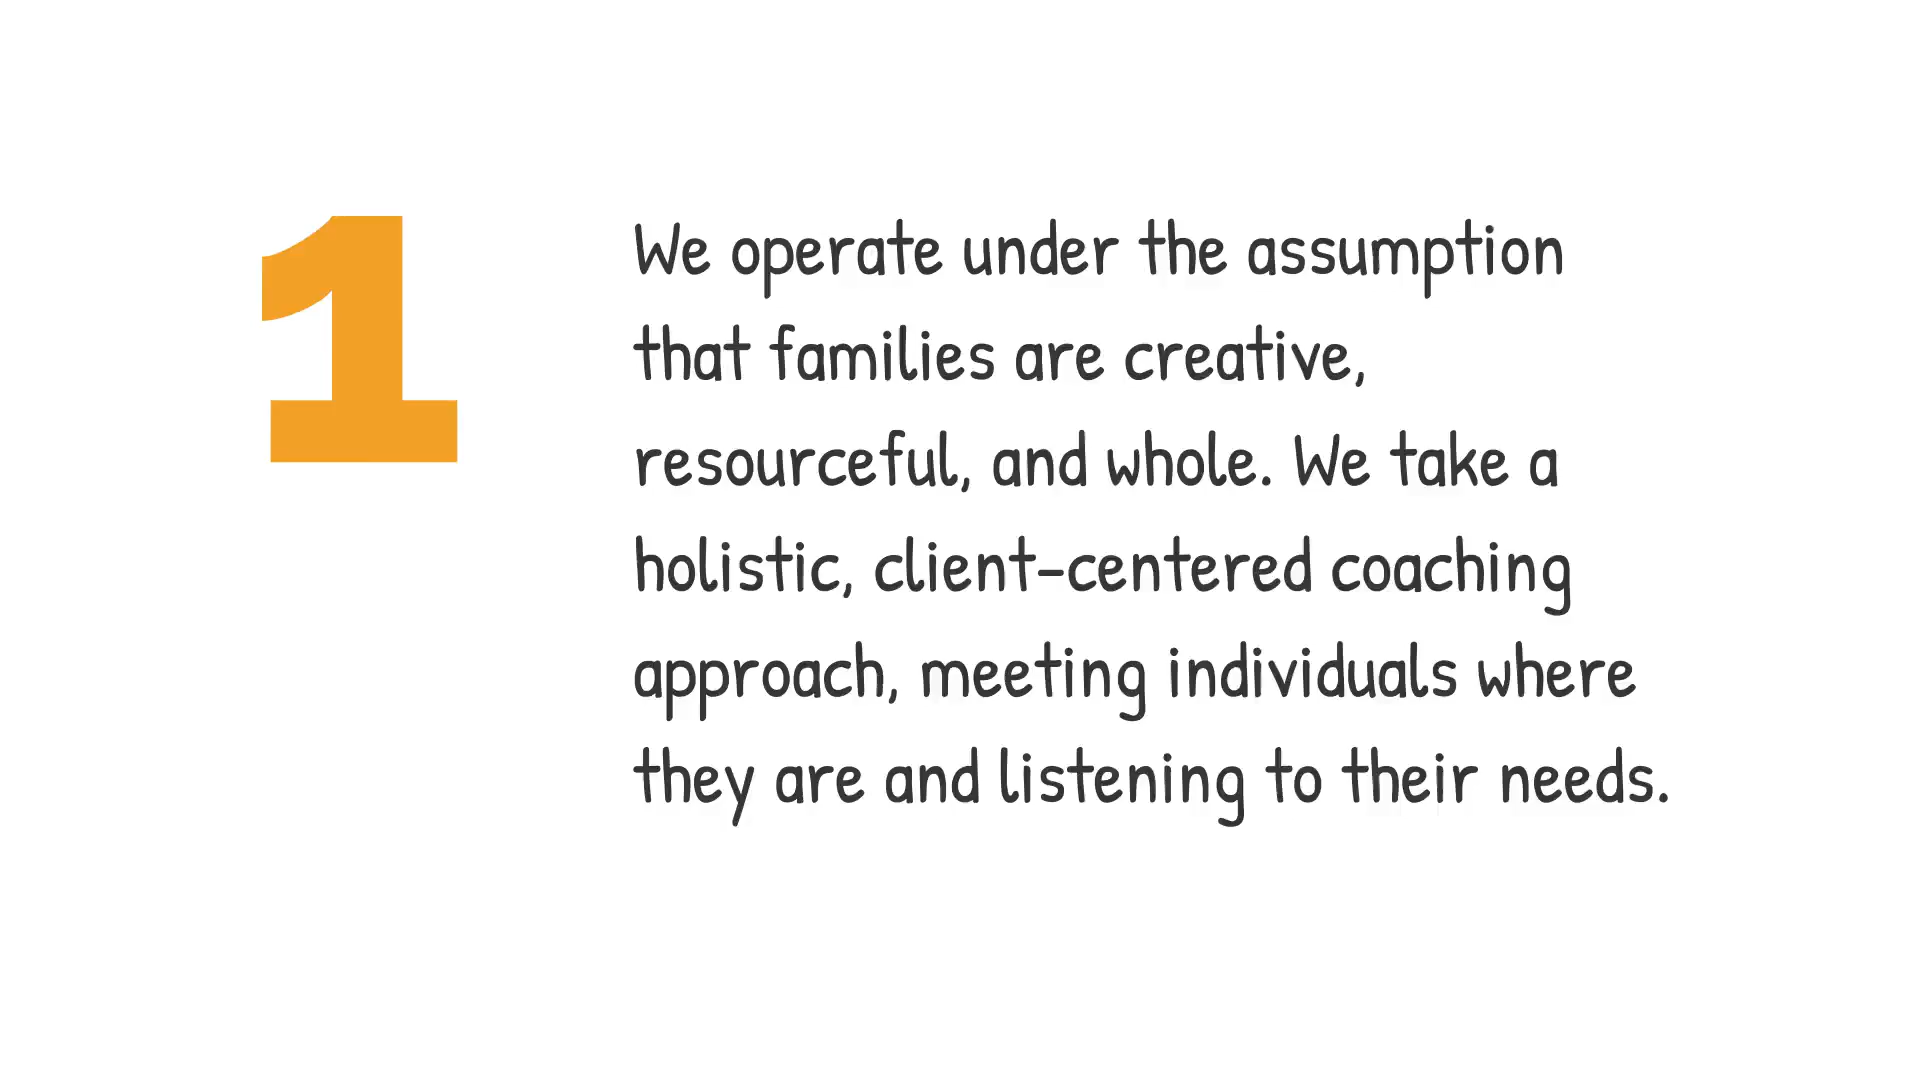 1
We operate under the assumption
that families are creative,
resourceful, and whole. We take a
holistic, client-centered coaching
approach, meeting individuals where
they are and listening to their needs.